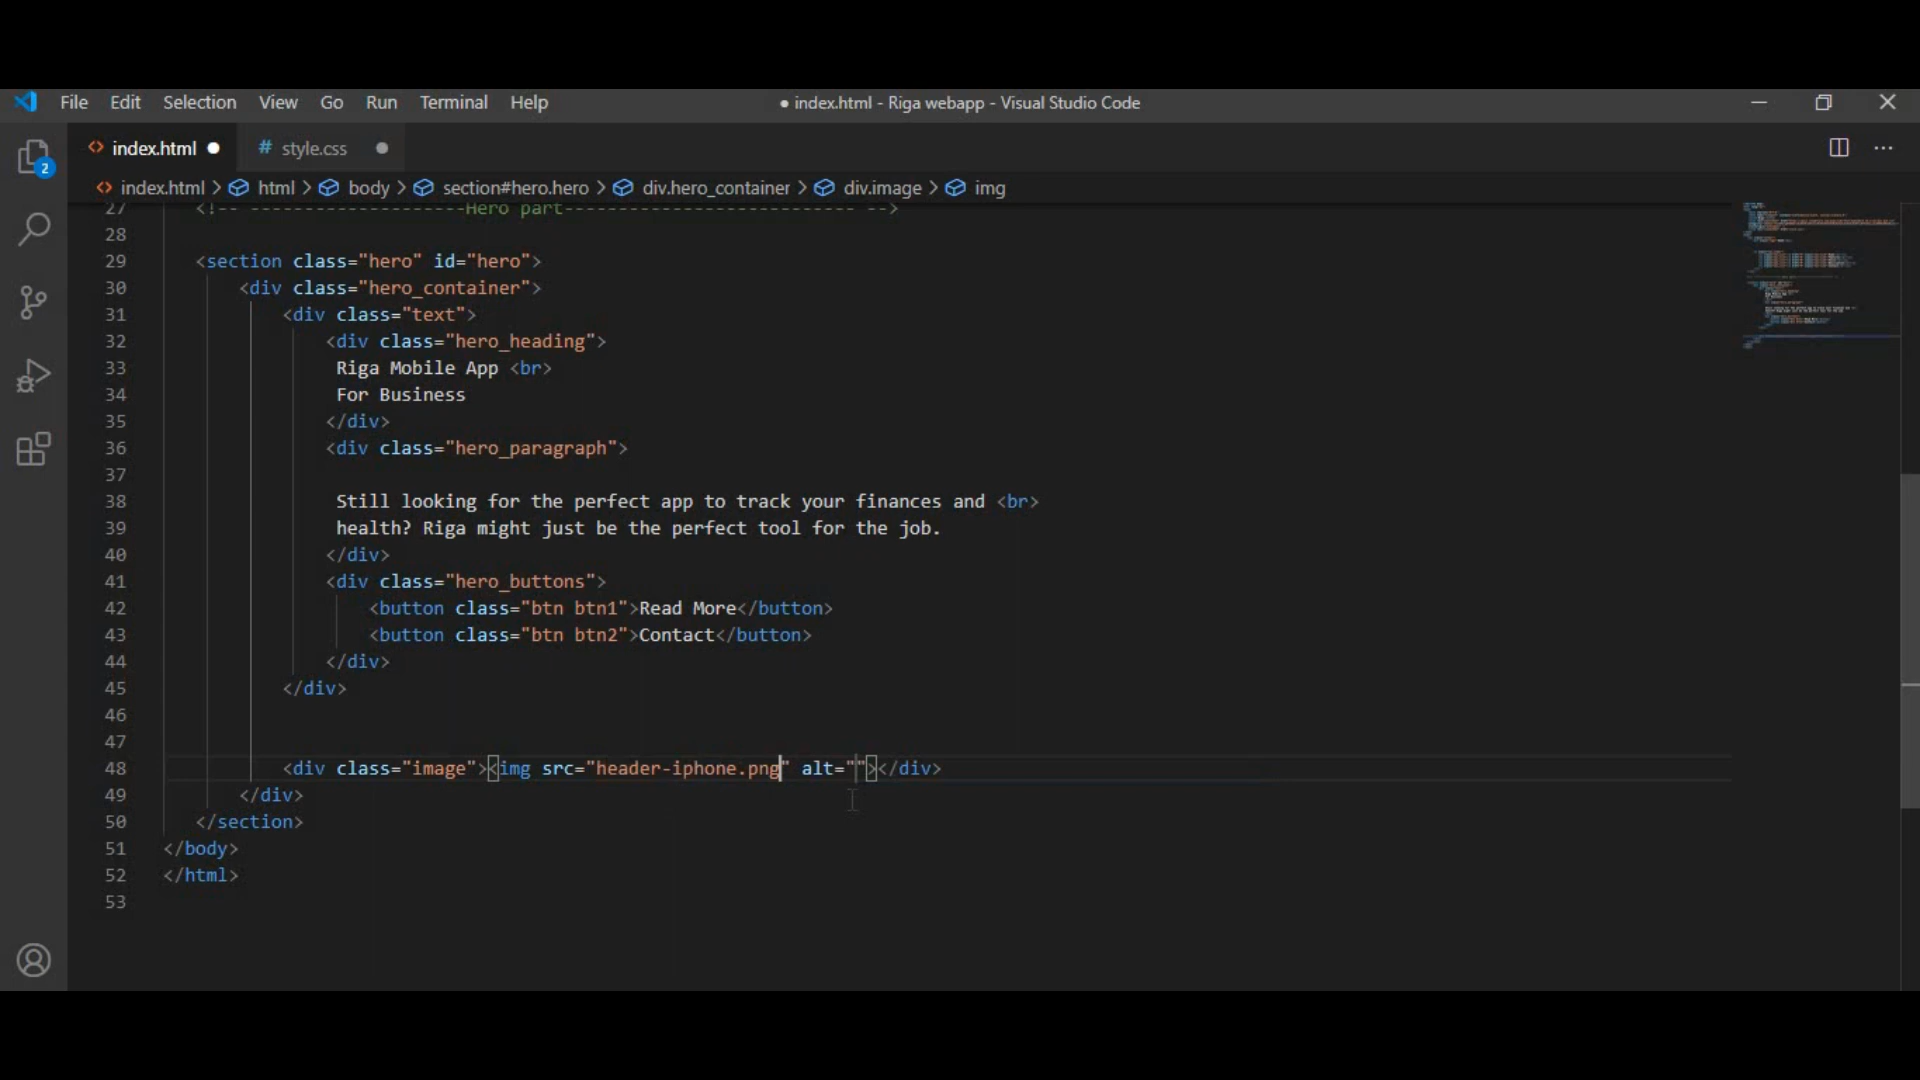 File Edit Selection View Go Run Terminal Help ● index.html - Riga webapp - Visual Studio Code
<> index.html ● # style.css ●
<> index.html > html > body > section#hero.hero > div.hero_container > div.image > img
2
27 <!-- --------------------Hero part--------------------------- -->
28
29 <section class="hero" id="hero">
30 <div class="hero_container">
31 <div class="text">
32 <div class="hero_heading">
33 Riga Mobile App <br>
34 For Business
35 </div>
36 <div class="hero_paragraph">
37
38 Still looking for the perfect app to track your finances and <br>
39 health? Riga might just be the perfect tool for the job.
40 </div>
41 <div class="hero_buttons">
42 <button class="btn btn1">Read More</button>
43 <button class="btn btn2">Contact</button>
44 </div>
45 </div>
46
47
48 <div class="image"><img src="header-iphone.png" alt=""></div>
49 </div>
50 </section>
51 </body>
52 </html>
53